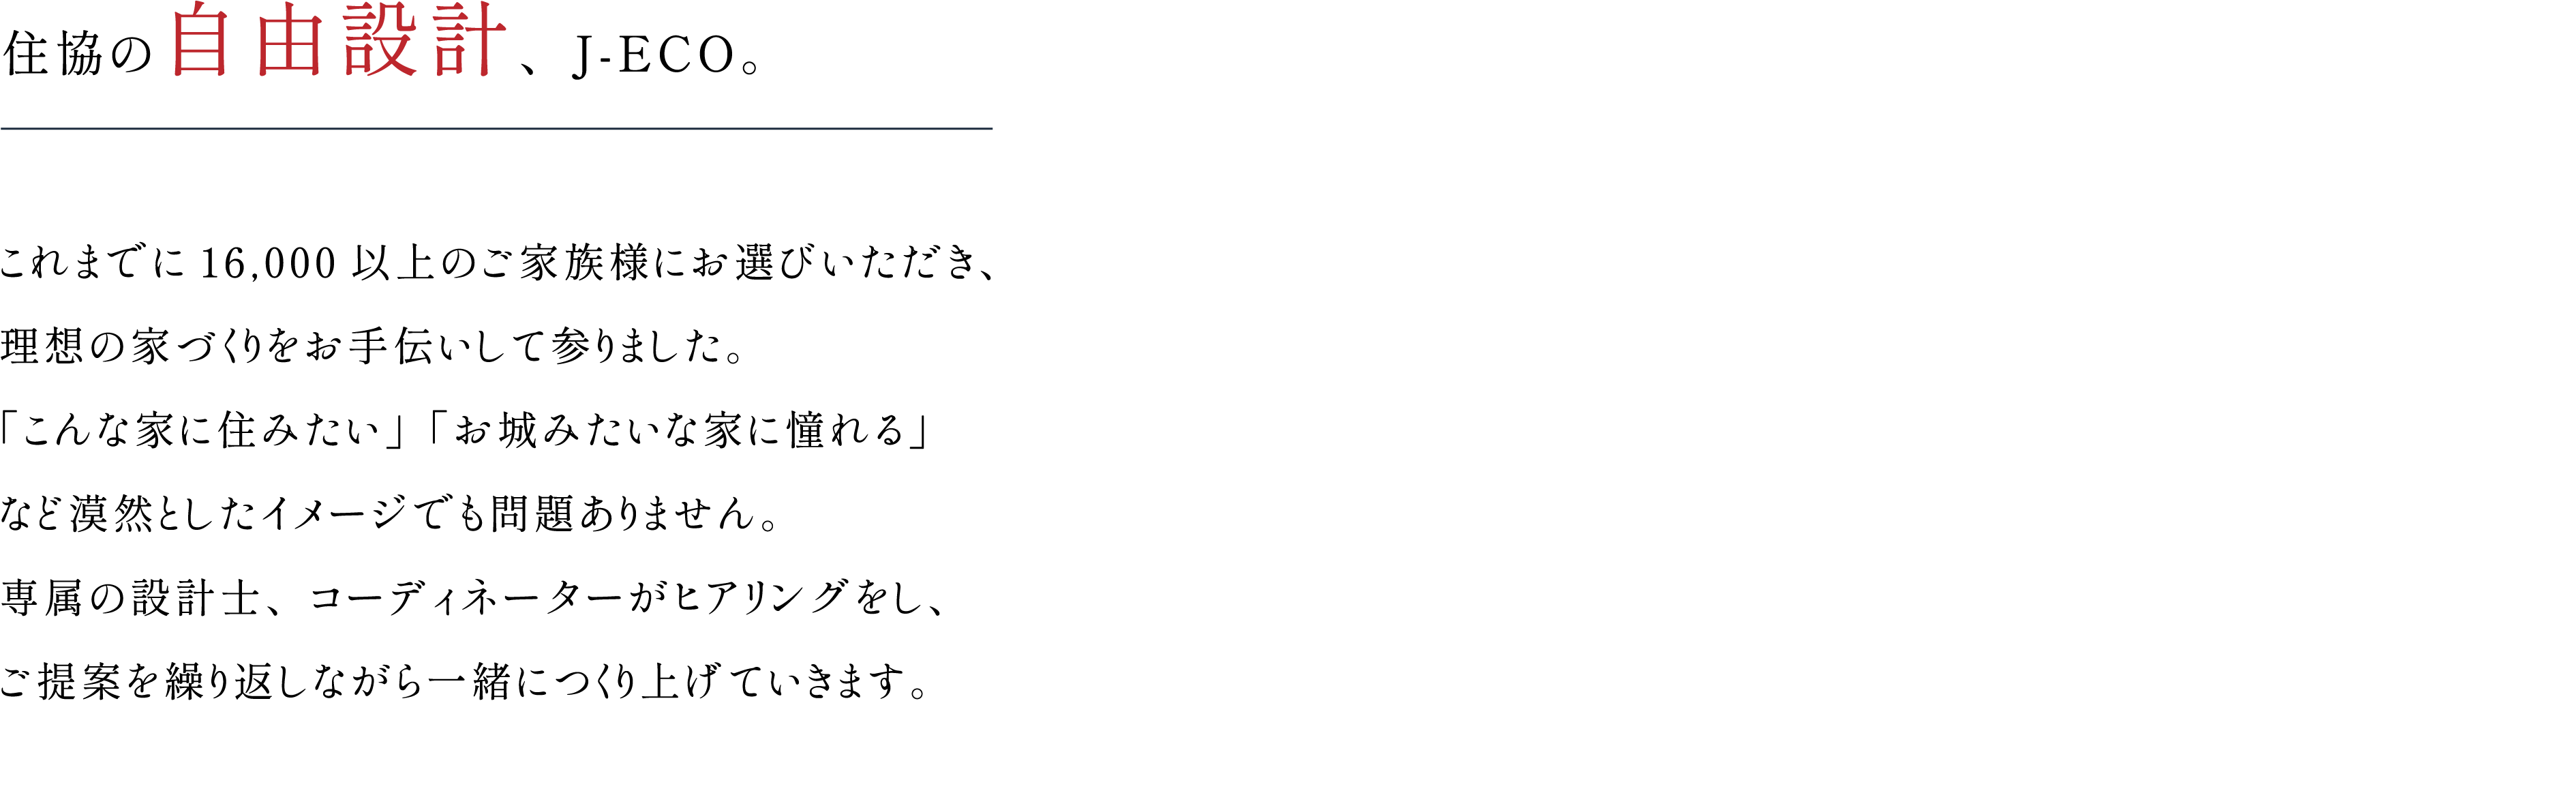 住協の自由設計、J-ECO。
これまでに16,000以上のご家族様にお選びいただき、
理想の家づくりをお手伝いして参りました。
「こんな家に住みたい」「お城みたいな家に憧れる」
など漠然としたイメージでも問題ありません。
専属の設計士、コーディネーターがヒアリングをし、
ご提案を繰り返しながら一緒につくり上げていきます。